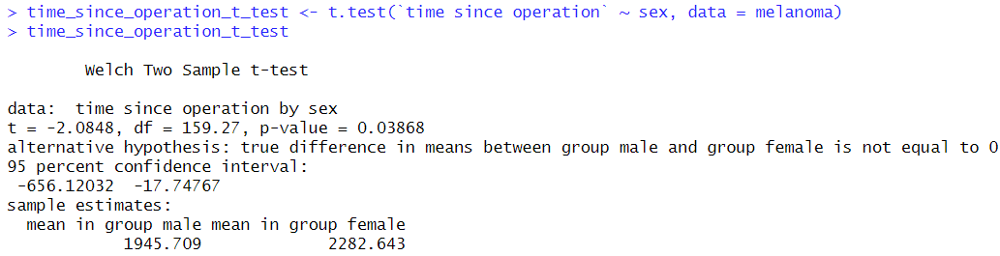 > time_since_operation_t_test <- t.test(`time since operation` ~ sex, data = melanoma)
> time_since_operation_t_test
Welch Two Sample t-test
data:  time since operation by sex
t = -2.0848, df = 159.27, p-value = 0.03868
alternative hypothesis: true difference in means between group male and group female is not equal to 0
95 percent confidence interval:
-656.12032  -17.74767
sample estimates:
mean in group male mean in group female
1945.709             2282.643